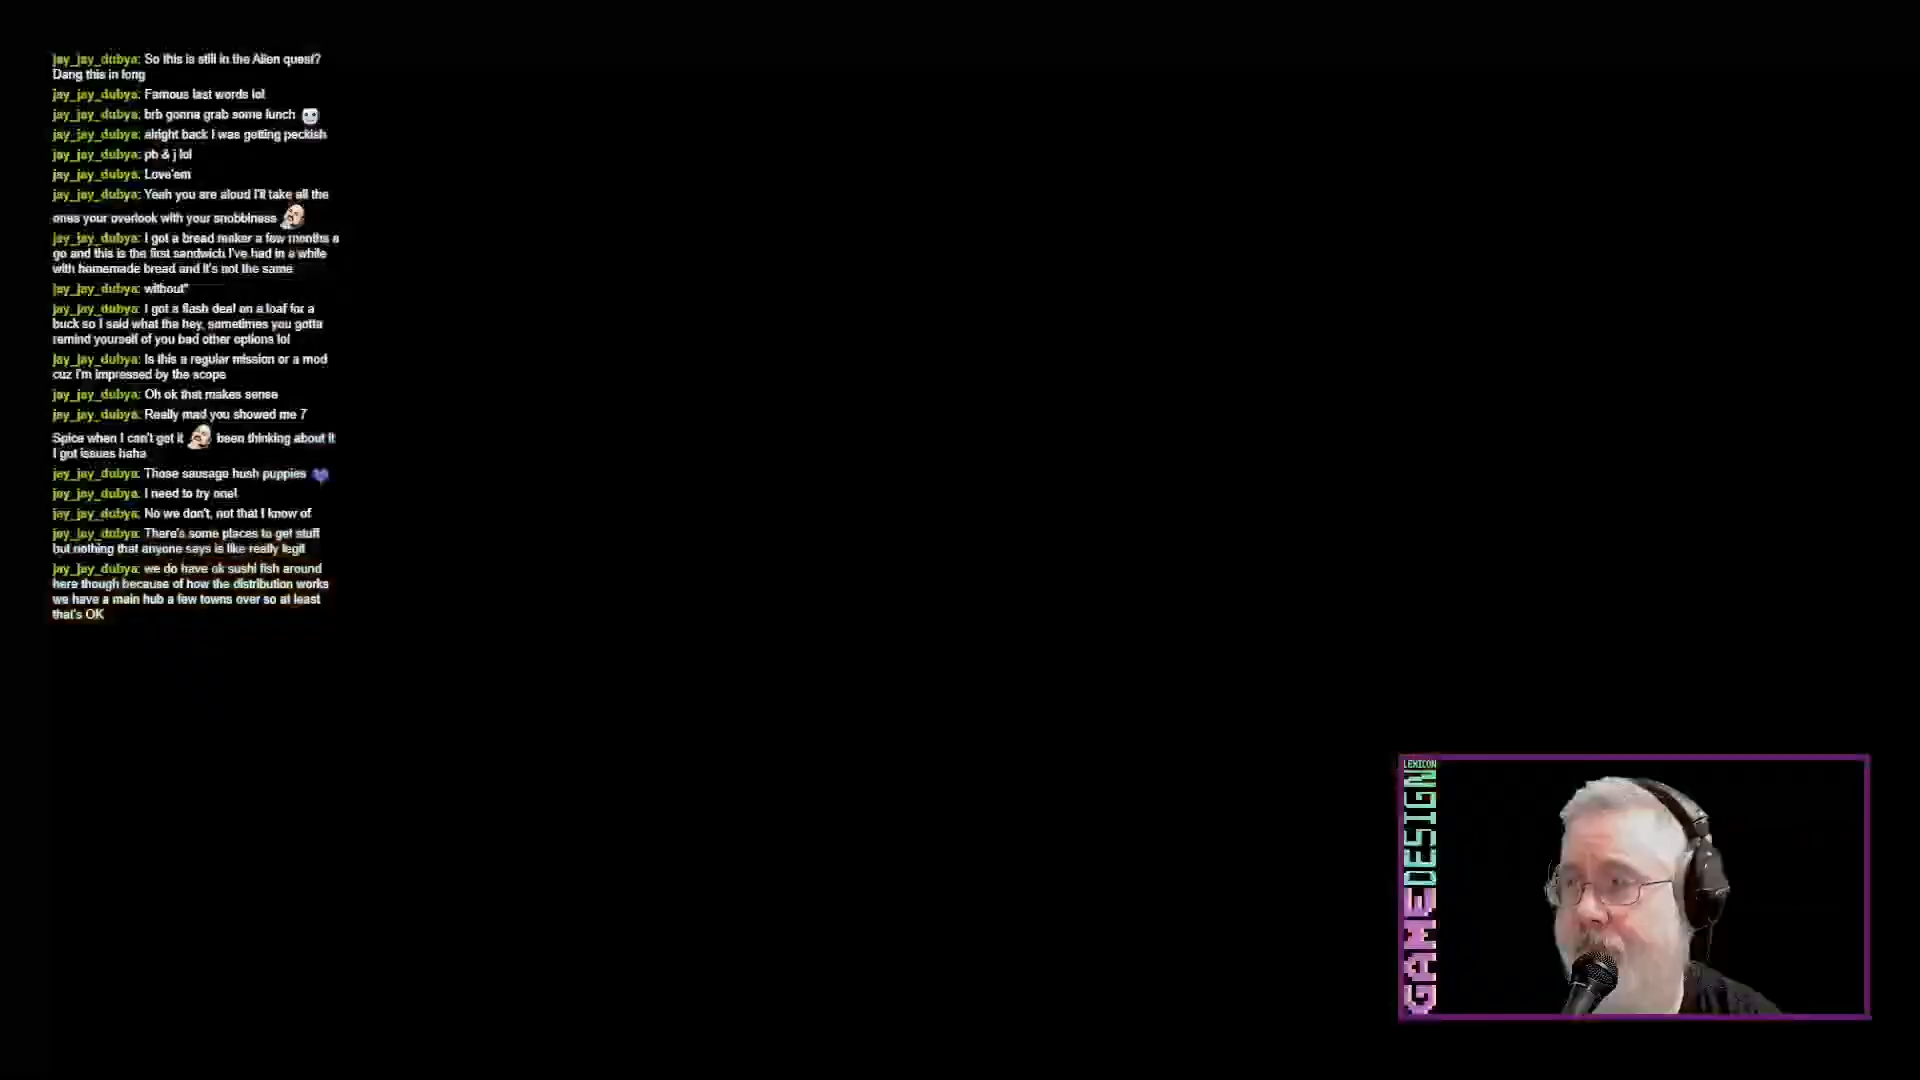 jay_jay_dubya: So this is still in the Alien quest?
Dang this in long
jay_jay_dubya: Famous last words lol
jay_jay_dubya: brb gonna grab some lunch
jay_jay_dubya: alright back I was getting peckish
jay_jay_dubya: pb & j lol
jay_jay_dubya: Love'em
jay_jay_dubya: Yeah you are aloud I'll take all the
ones your overlook with your snobbiness
jay_jay_dubya: I got a bread maker a few months a
go and this is the first sandwich I've had in a while
with homemade bread and it's not the same
jay_jay_dubya: without*
jay_jay_dubya: I got a flash deal on a loaf for a
buck so I said what the hey, sometimes you gotta
remind yourself of you bad other options lol
jay_jay_dubya: Is this a regular mission or a mod
cuz I'm impressed by the scope
jay_jay_dubya: Oh ok that makes sense
jay_jay_dubya: Really mad you showed me 7
Spice when I can't get it been thinking about it
I got issues haha
jay_jay_dubya: Those sausage hush puppies
jay_jay_dubya: I need to try one!
jay_jay_dubya: No we don't, not that I know of
jay_jay_dubya: There's some places to get stuff
but nothing that anyone says is like really legit
jay_jay_dubya: we do have ok sushi fish around
here though because of how the distribution works
we have a main hub a few towns over so at least
that's OK
LEXICON
GAMEDESIGN